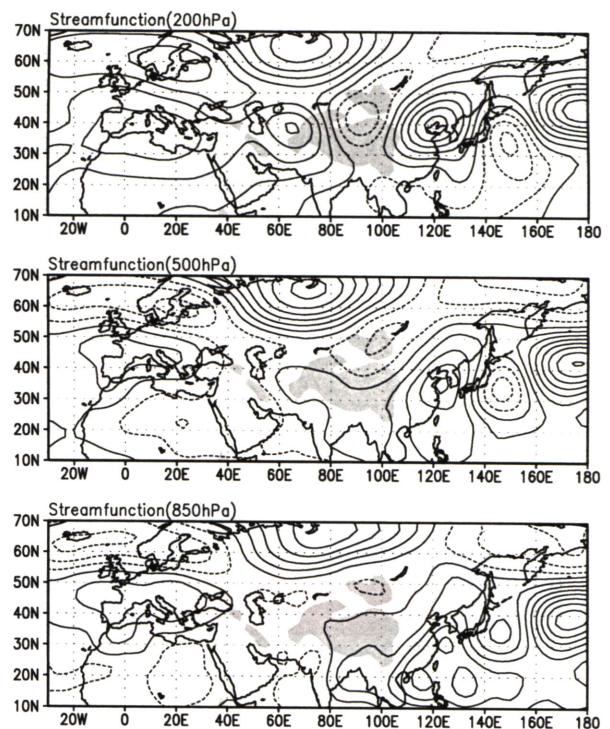 Streamfunction(200hPa)
70N
60N
50N
40N
30N
20N
10N
20W 0 20E 40E 60E 80E 100E 120E 140E 160E 180
Streamfunction(500hPa)
70N
60N
50N
40N
30N
20N
10N
20W 0 20E 40E 60E 80E 100E 120E 140E 160E 180
Streamfunction(850hPa)
70N
60N
50N
40N
30N
20N
10N
20W 0 20E 40E 60E 80E 100E 120E 140E 160E 180